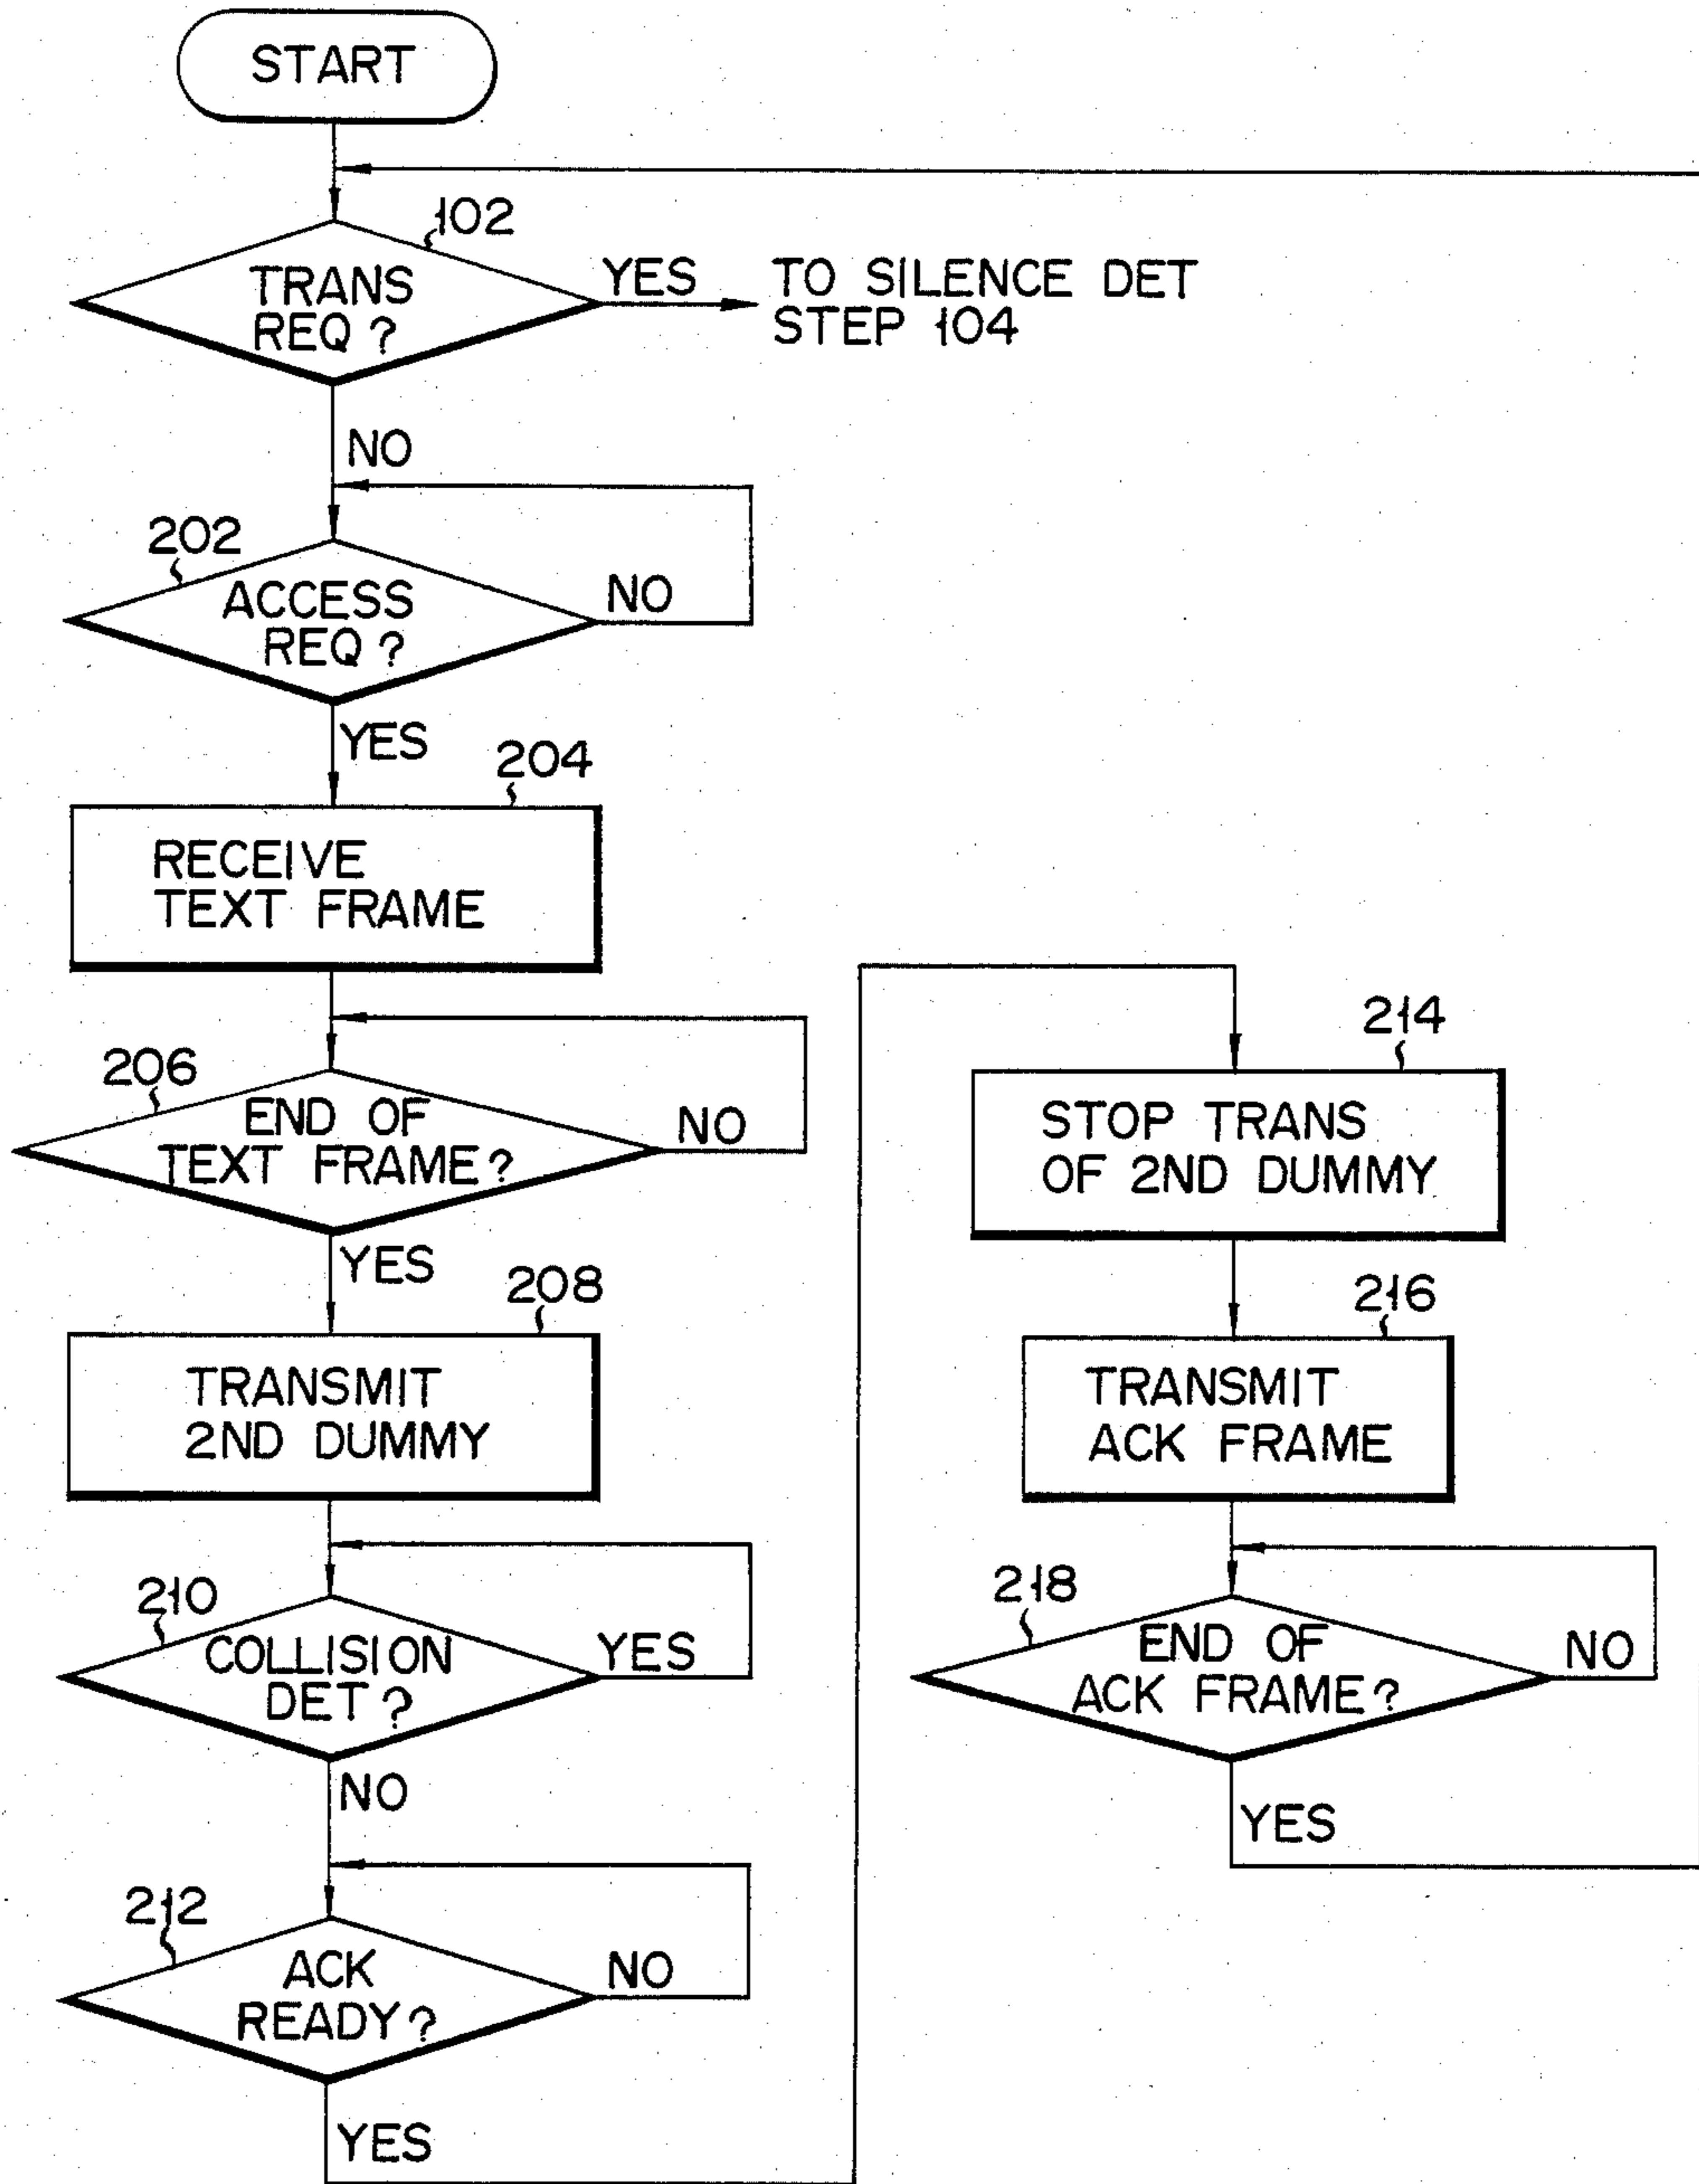 START
102
TRANS
REQ ?
YES
TO SILENCE DET
STEP 104
NO
202
ACCESS
REQ ?
NO
YES
204
RECEIVE
TEXT FRAME
206
END OF
TEXT FRAME?
NO
YES
208
TRANSMIT
2ND DUMMY
210
COLLISION
DET ?
YES
NO
212
ACK
READY?
NO
YES
214
STOP TRANS
OF 2ND DUMMY
216
TRANSMIT
ACK FRAME
218
END OF
ACK FRAME?
NO
YES